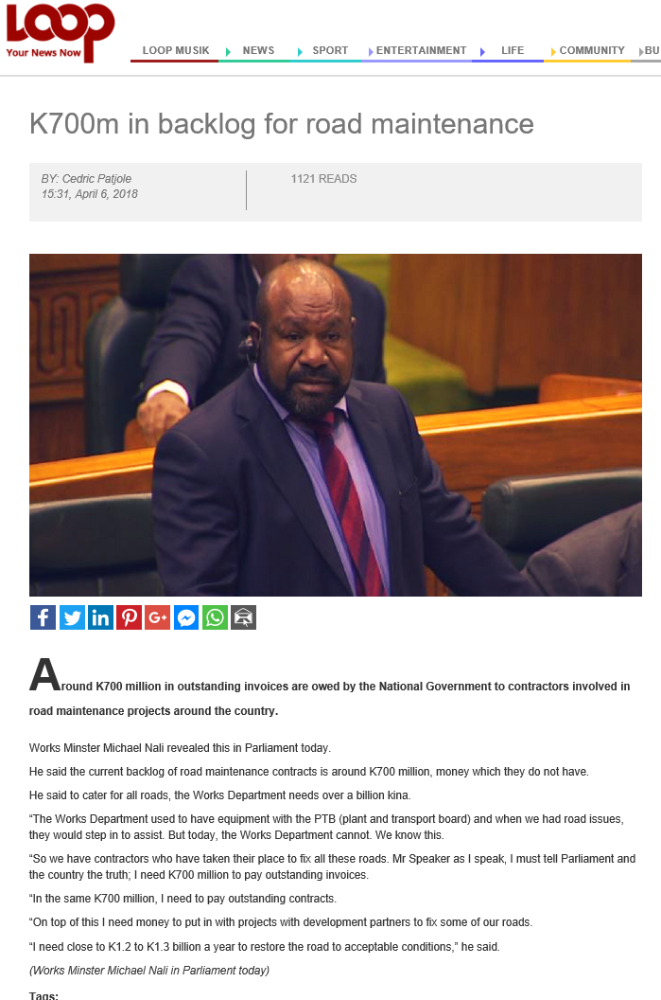 LOOP
Your News Now
LOOP MUSIK NEWS SPORT ENTERTAINMENT LIFE COMMUNITY BU
K700m in backlog for road maintenance
BY: Cedric Patjole
15:31, April 6, 2018
1121 READS
Around K700 million in outstanding invoices are owed by the National Government to contractors involved in
road maintenance projects around the country.
Works Minster Michael Nali revealed this in Parliament today.
He said the current backlog of road maintenance contracts is around K700 million, money which they do not have.
He said to cater for all roads, the Works Department needs over a billion kina.
“The Works Department used to have equipment with the PTB (plant and transport board) and when we had road issues,
they would step in to assist. But today, the Works Department cannot. We know this.
“So we have contractors who have taken their place to fix all these roads. Mr Speaker as I speak, I must tell Parliament and
the country the truth; I need K700 million to pay outstanding invoices.
“In the same K700 million, I need to pay outstanding contracts.
“On top of this I need money to put in with projects with development partners to fix some of our roads.
“I need close to K1.2 to K1.3 billion a year to restore the road to acceptable conditions,” he said.
(Works Minster Michael Nali in Parliament today)
Tags: